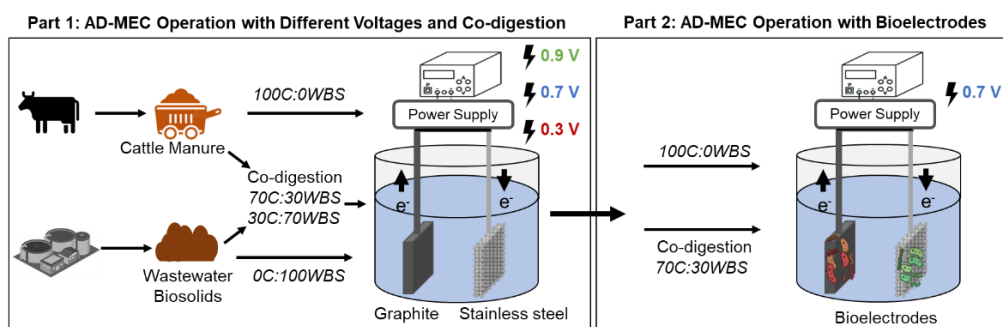 Part 1: AD-MEC Operation with Different Voltages and Co-digestion
0.9 V
0.7 V
0.3 V
Power Supply
100C:0WBS
Cattle Manure
Co-digestion
70C:30WBS
30C:70WBS
Wastewater
Biosolids
0C:100WBS
e-
e-
Graphite
Stainless steel
Part 2: AD-MEC Operation with Bioelectrodes
0.7 V
Power Supply
100C:0WBS
Co-digestion
70C:30WBS
e-
e-
Bioelectrodes